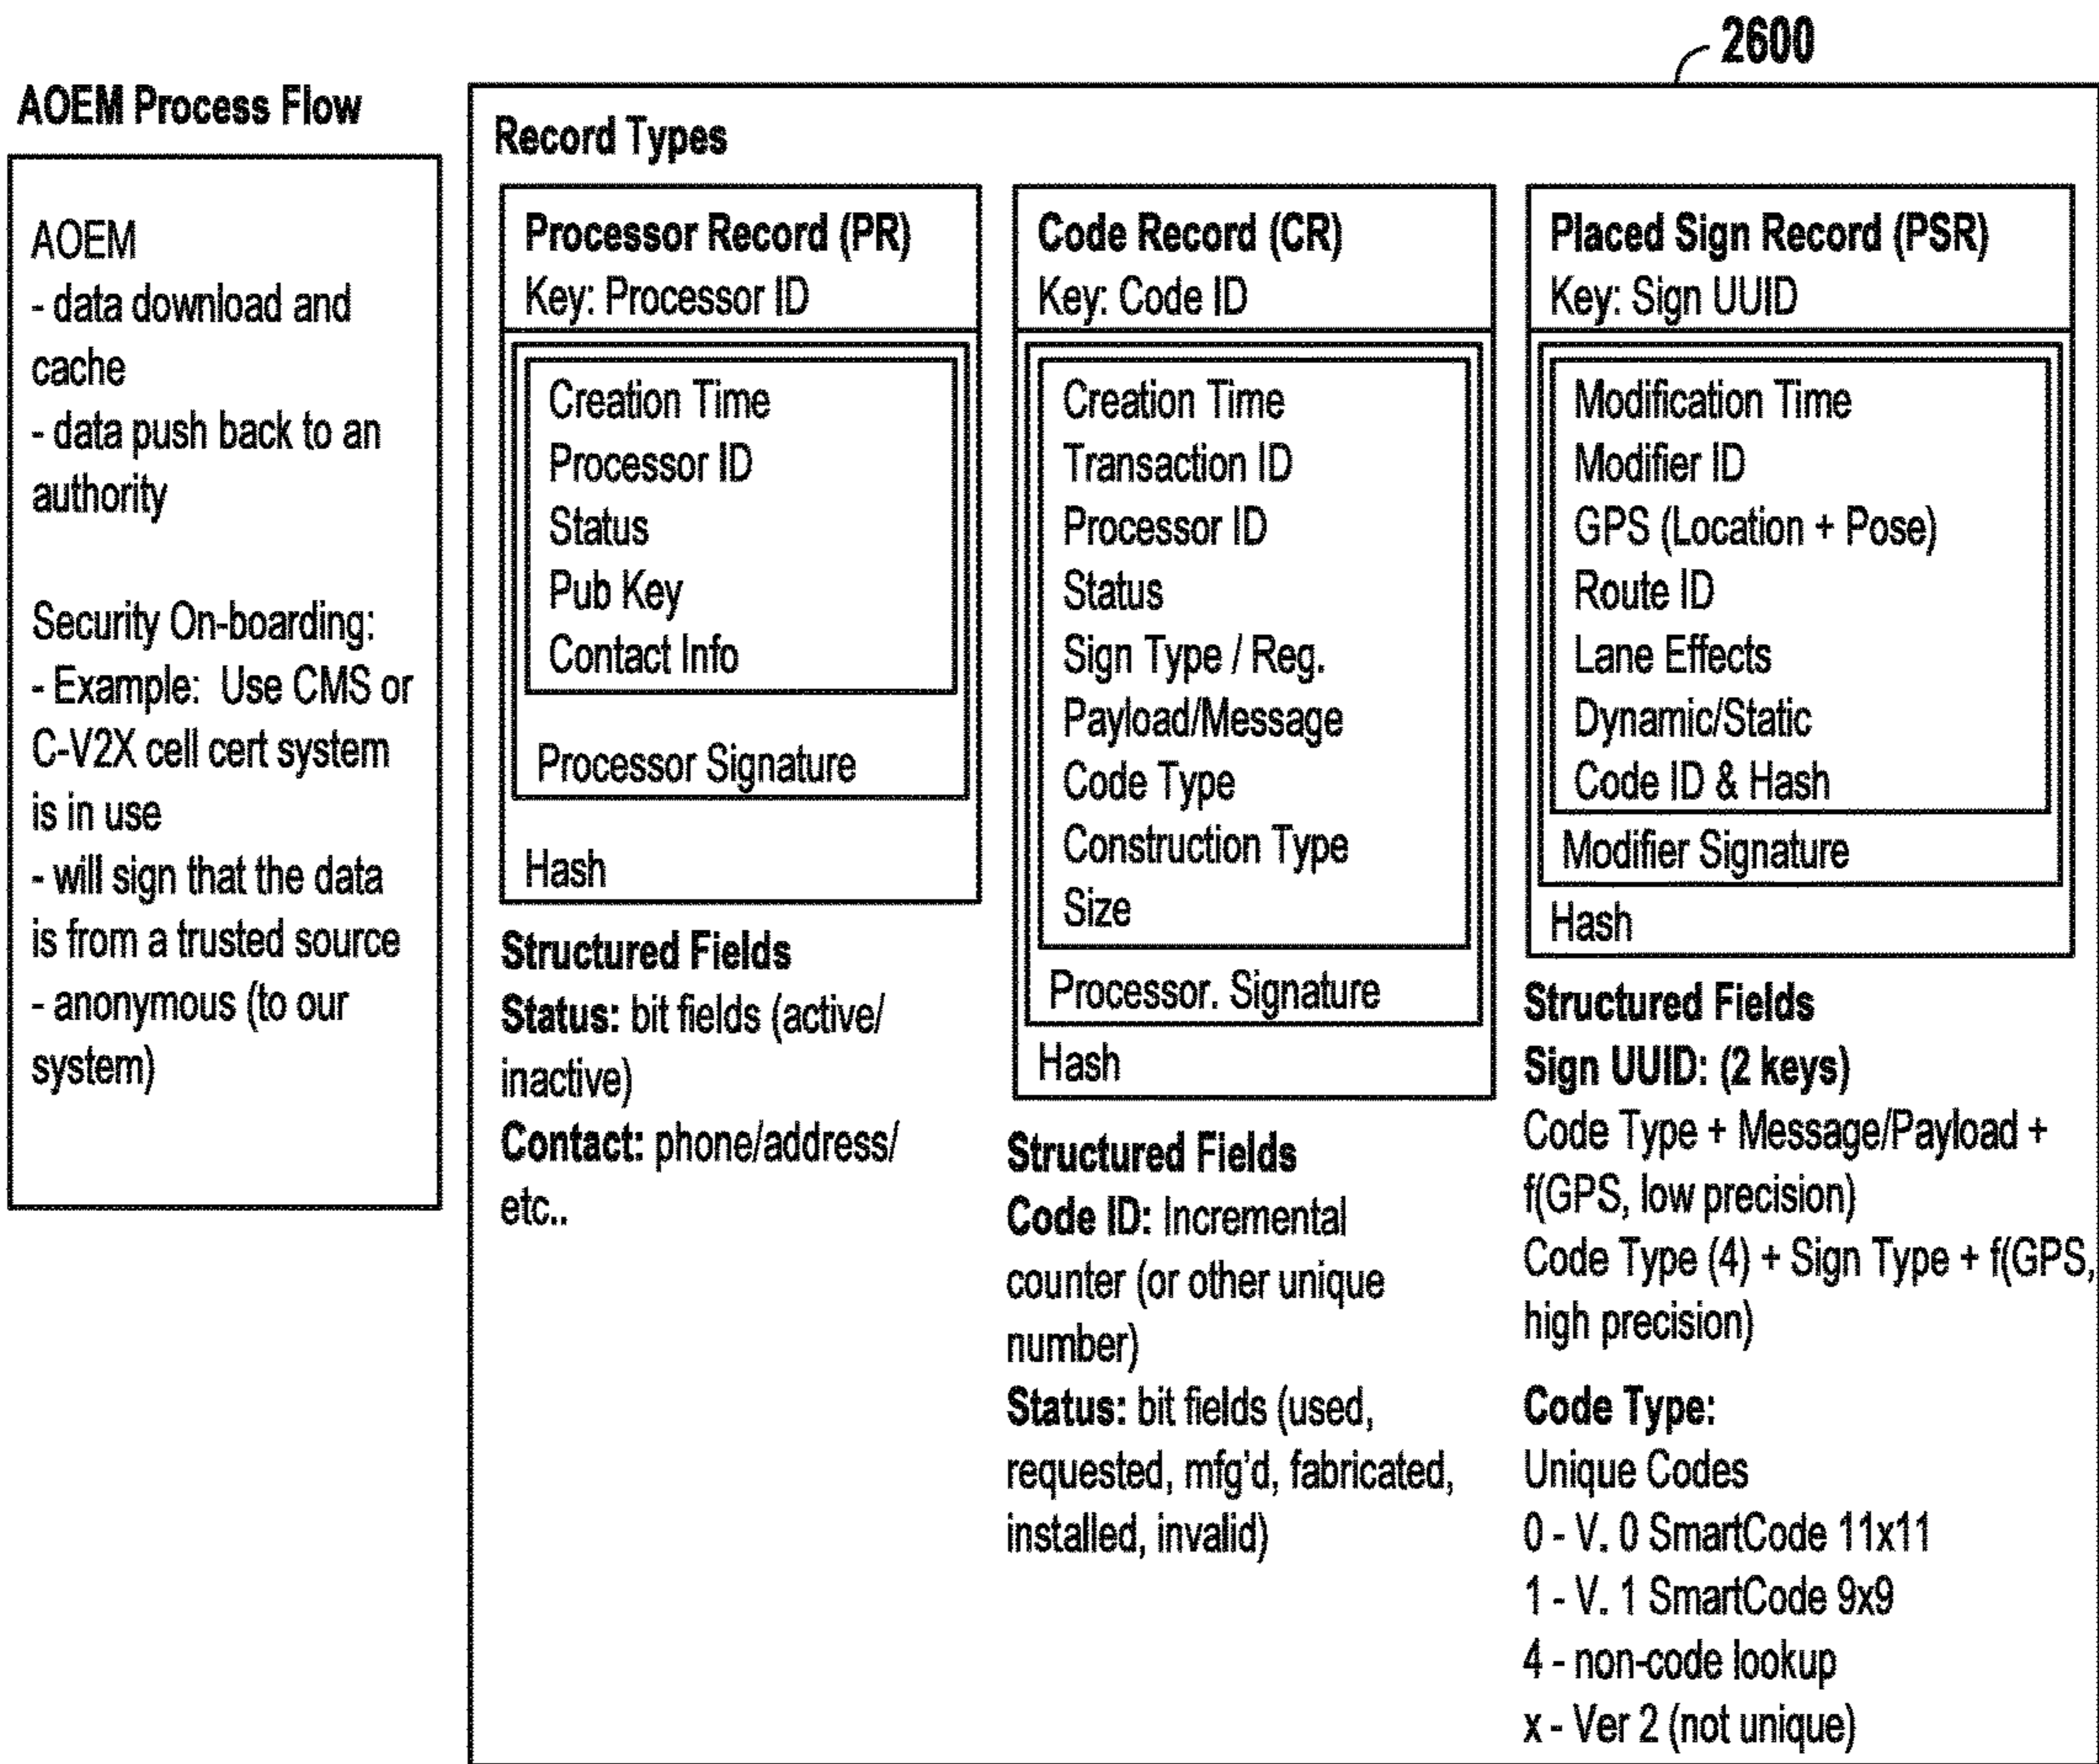 2600
AOEM Process Flow
AOEM
- data download and
cache
- data push back to an
authority
Security On-boarding:
- Example: Use CMS or
C-V2X cell cert system
is in use
- will sign that the data
is from a trusted source
- anonymous (to our
system)
Record Types
Processor Record (PR)
Key: Processor ID
Creation Time
Processor ID
Status
Pub Key
Contact Info
Processor Signature
Hash
Structured Fields
Status: bit fields (active/
inactive)
Contact: phone/address/
etc..
Code Record (CR)
Key: Code ID
Creation Time
Transaction ID
Processor ID
Status
Sign Type / Reg.
Payload/Message
Code Type
Construction Type
Size
Processor. Signature
Hash
Structured Fields
Code ID: Incremental
counter (or other unique
number)
Status: bit fields (used,
requested, mfg'd, fabricated,
installed, invalid)
Placed Sign Record (PSR)
Key: Sign UUID
Modification Time
Modifier ID
GPS (Location + Pose)
Route ID
Lane Effects
Dynamic/Static
Code ID & Hash
Modifier Signature
Hash
Structured Fields
Sign UUID: (2 keys)
Code Type + Message/Payload +
f(GPS, low precision)
Code Type (4) + Sign Type + f(GPS,
high precision)
Code Type:
Unique Codes
0 - V. 0 SmartCode 11x11
1 - V. 1 SmartCode 9x9
4 - non-code lookup
x - Ver 2 (not unique)